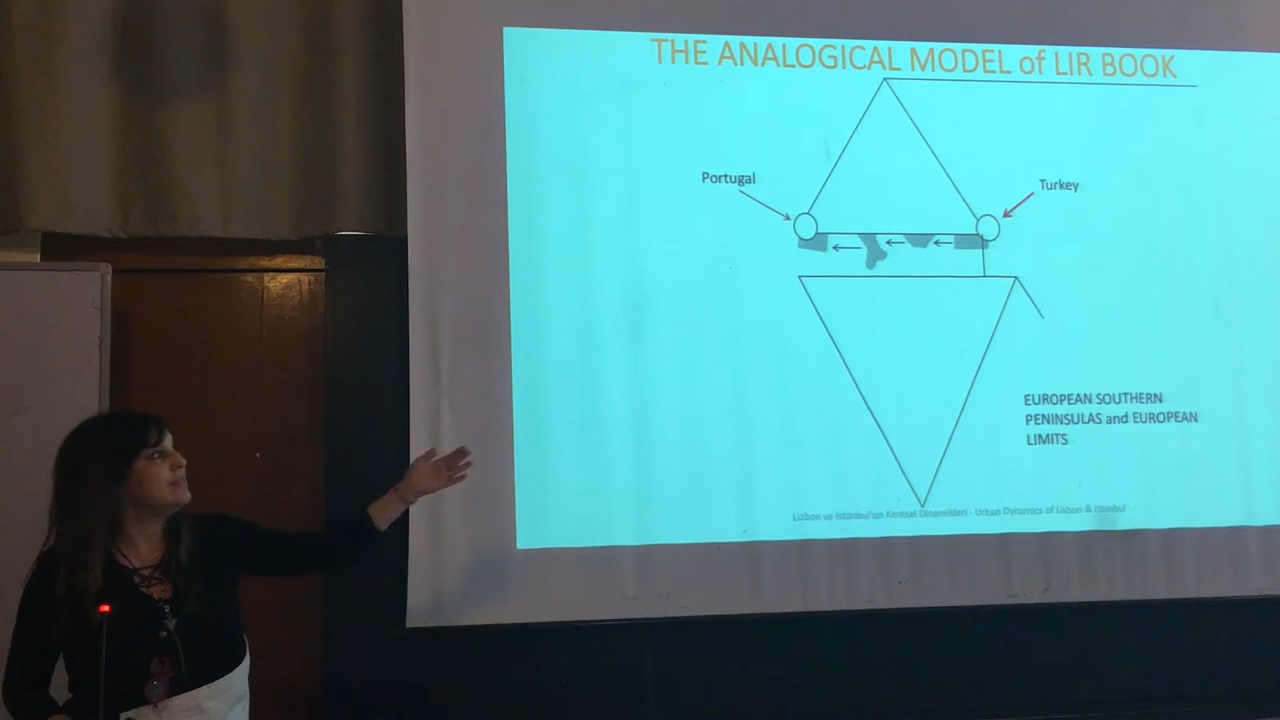 THE ANALOGICAL MODEL of LIR BOOK
Portugal
Turkey
EUROPEAN SOUTHERN
PENINSULAS and EUROPEAN
LIMITS
Lizbon ve İstanbul'un Kentsel Dinamikleri - Urban Dynamics of Lisbon & Istanbul